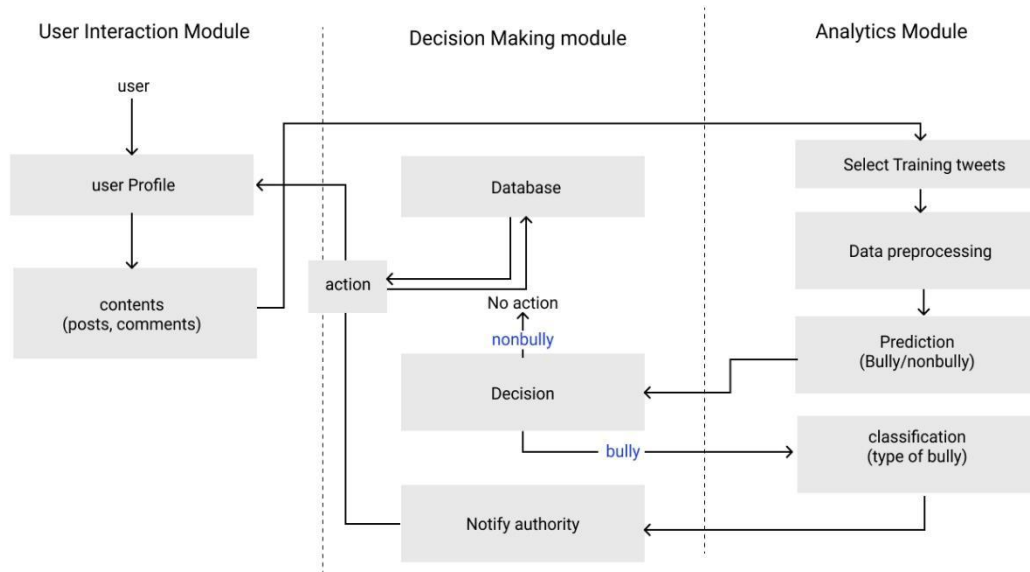 User Interaction Module
Decision Making module
Analytics Module
user
user Profile
contents
(posts, comments)
Database
action
No action
nonbully
Decision
bully
Notify authority
Select Training tweets
Data preprocessing
Prediction
(Bully/nonbully)
classification
(type of bully)